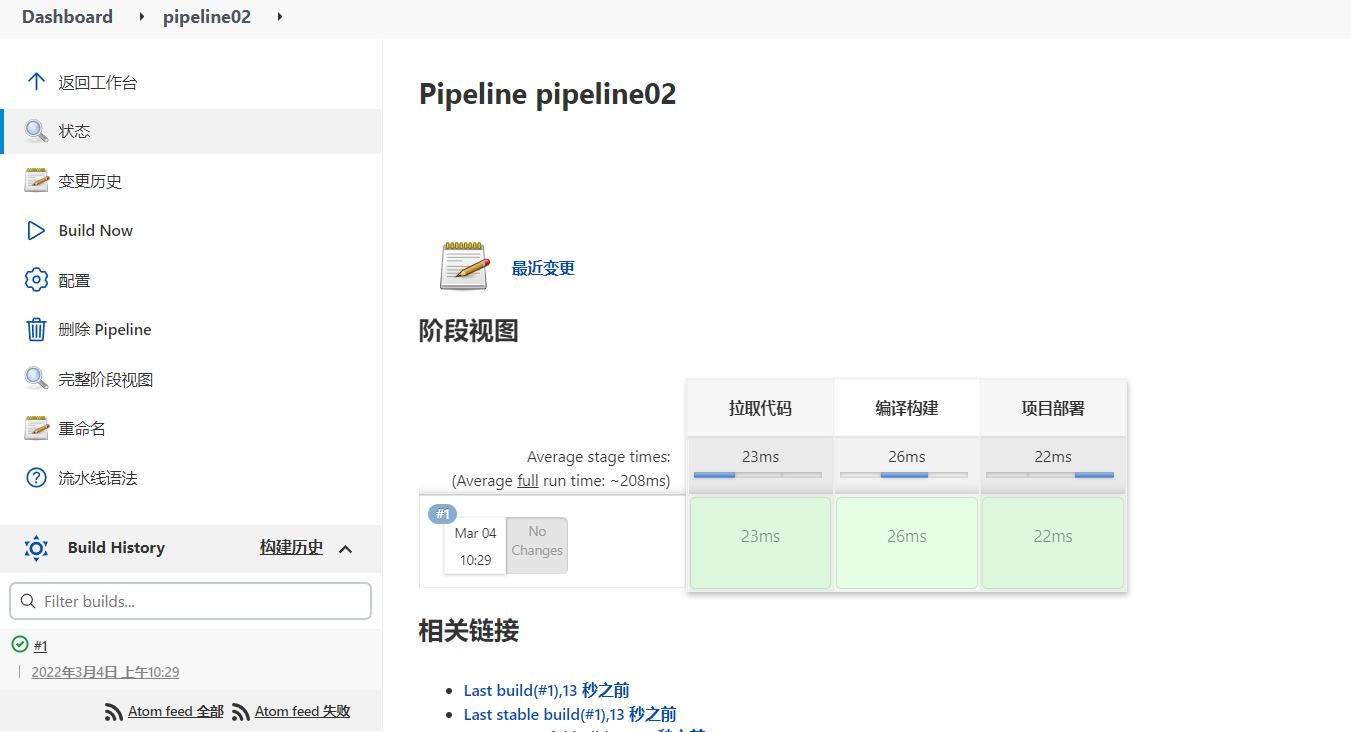 Dashboard pipeline02
返回工作台
状态
变更历史
Build Now
配置
删除 Pipeline
完整阶段视图
重命名
流水线语法
Build History 构建历史
Filter builds...
#1
2022年3月4日 上午10:29
Atom feed 全部 Atom feed 失败
Pipeline pipeline02
最近变更
阶段视图
拉取代码 编译构建 项目部署
Average stage times: 23ms 26ms 22ms
(Average full run time: ~208ms)
#1
Mar 04 No
10:29 Changes
23ms 26ms 22ms
相关链接
Last build(#1),13 秒之前
Last stable build(#1),13 秒之前